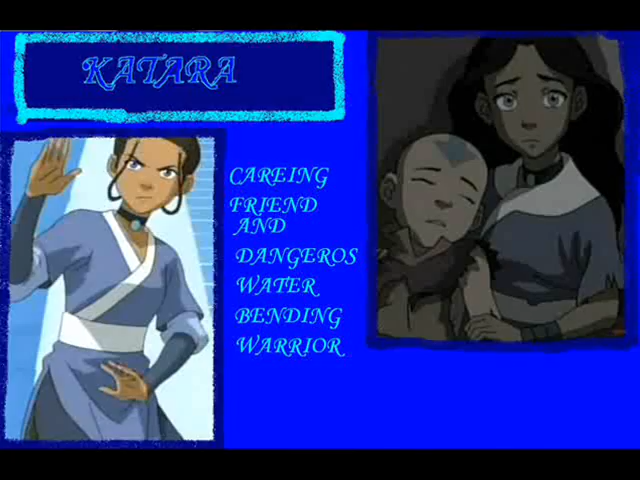 KATARA
CAREING
FRIEND
AND
DANGEROS
WATER
BENDING
WARRIOR